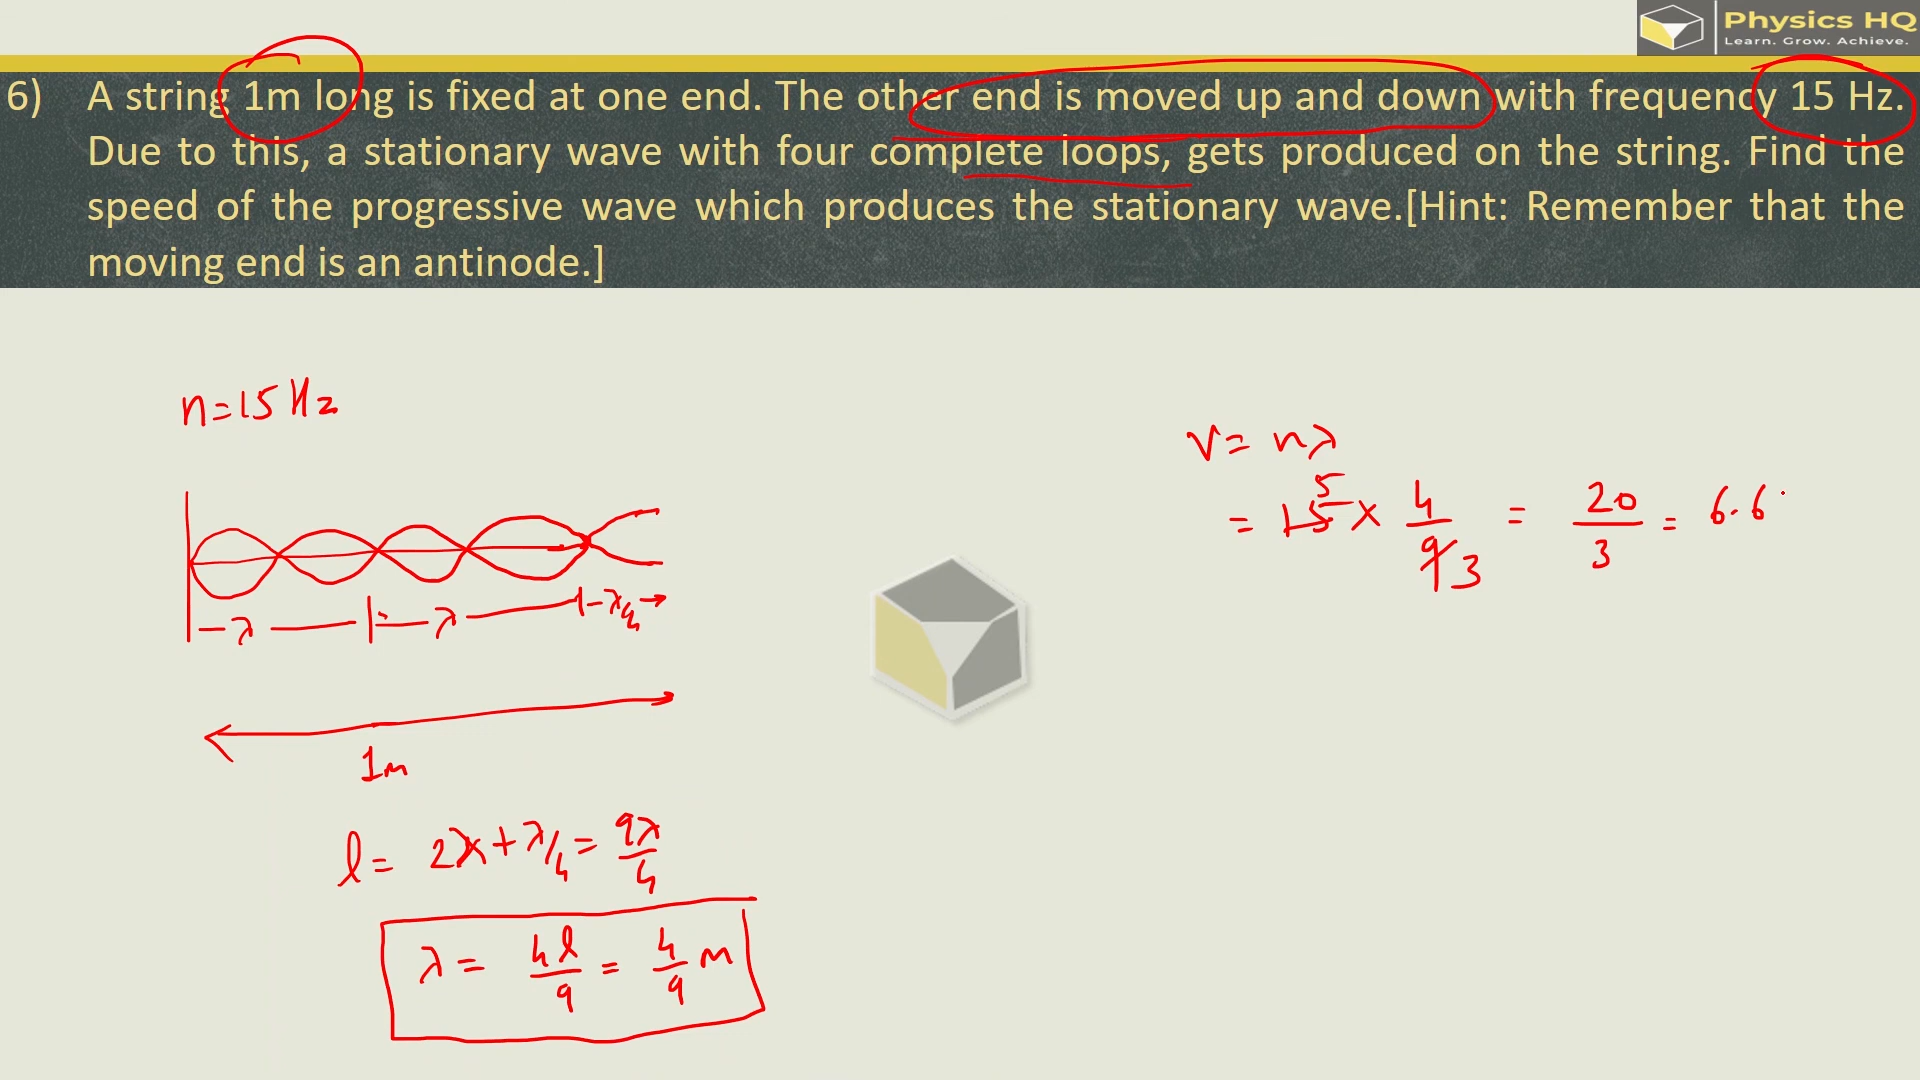 Physics HQ
Learn. Grow. Achieve.
6) A string 1m long is fixed at one end. The other end is moved up and down with frequency 15 Hz.
Due to this, a stationary wave with four complete loops, gets produced on the string. Find the
speed of the progressive wave which produces the stationary wave.[Hint: Remember that the
moving end is an antinode.]
n=15 Hz
λ λ λ/4
1m
l = 2λ + λ/4 = 9λ/4
λ = 4l/9 = 4/9 m
v = nλ
= 15 5 × 4/9 3 = 20/3 = 6.6